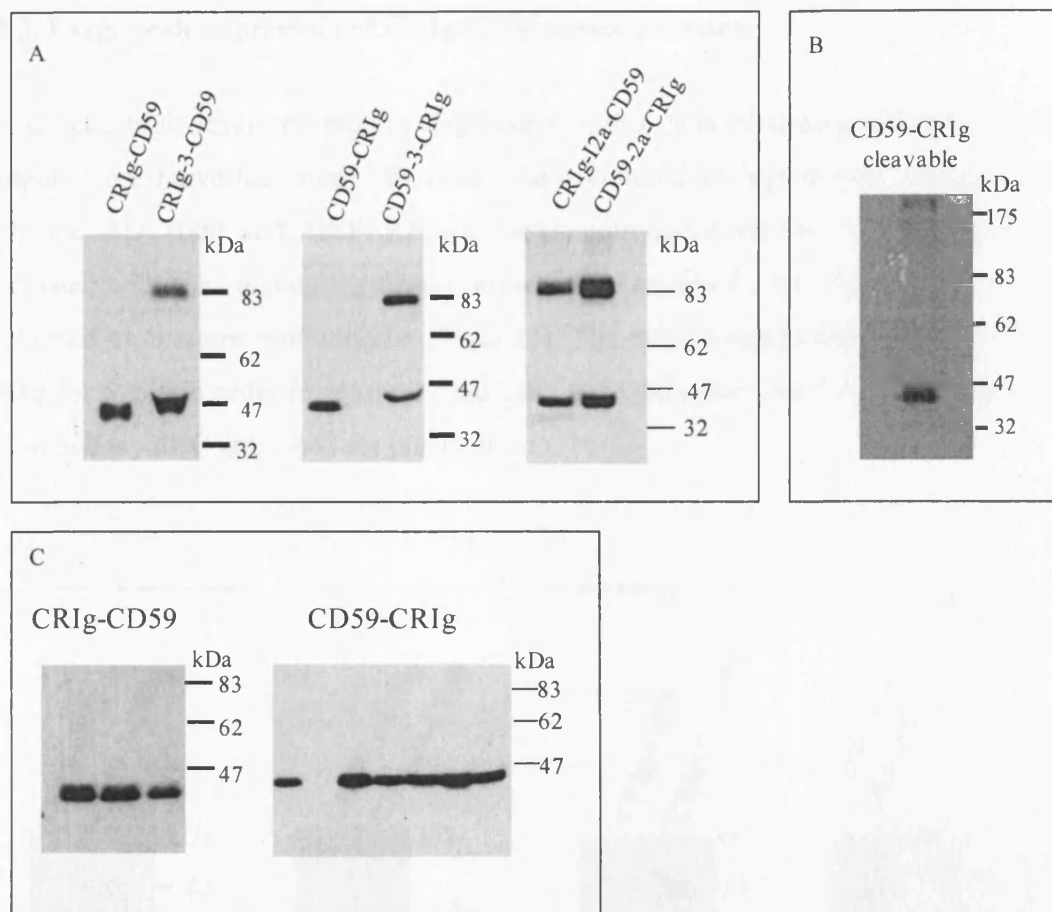 A
CRIg-CD59
CRIg-3-CD59
kDa
83
62
47
32
CD59-CRIg
CD59-3-CRIg
kDa
83
62
47
32
CRIg-12a-CD59
CD59-2a-CRIg
kDa
83
62
47
32
B
CD59-CRIg
cleavable
kDa
175
83
62
47
32
C
CRIg-CD59
kDa
83
62
47
CD59-CRIg
kDa
83
62
47